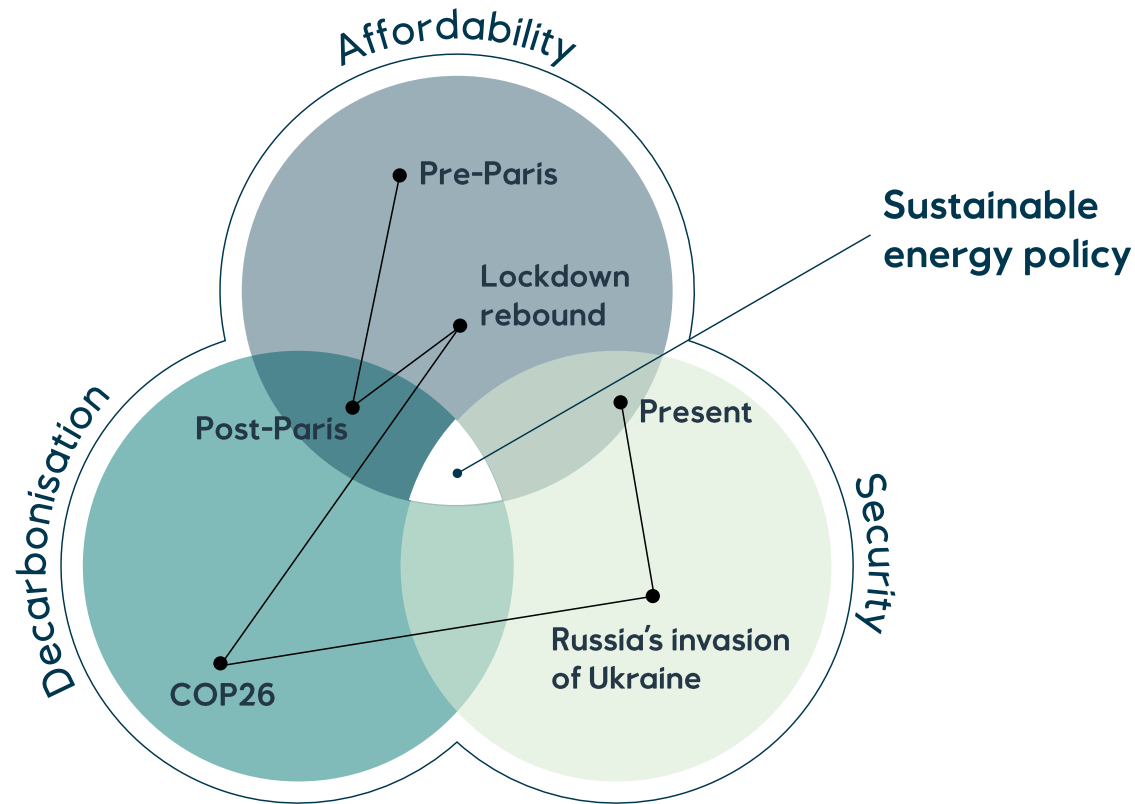 Affordability
Pre-Paris
Sustainable
energy policy
Lockdown
rebound
Post-Paris
Present
Decarbonisation
Security
Russia’s invasion
of Ukraine
COP26